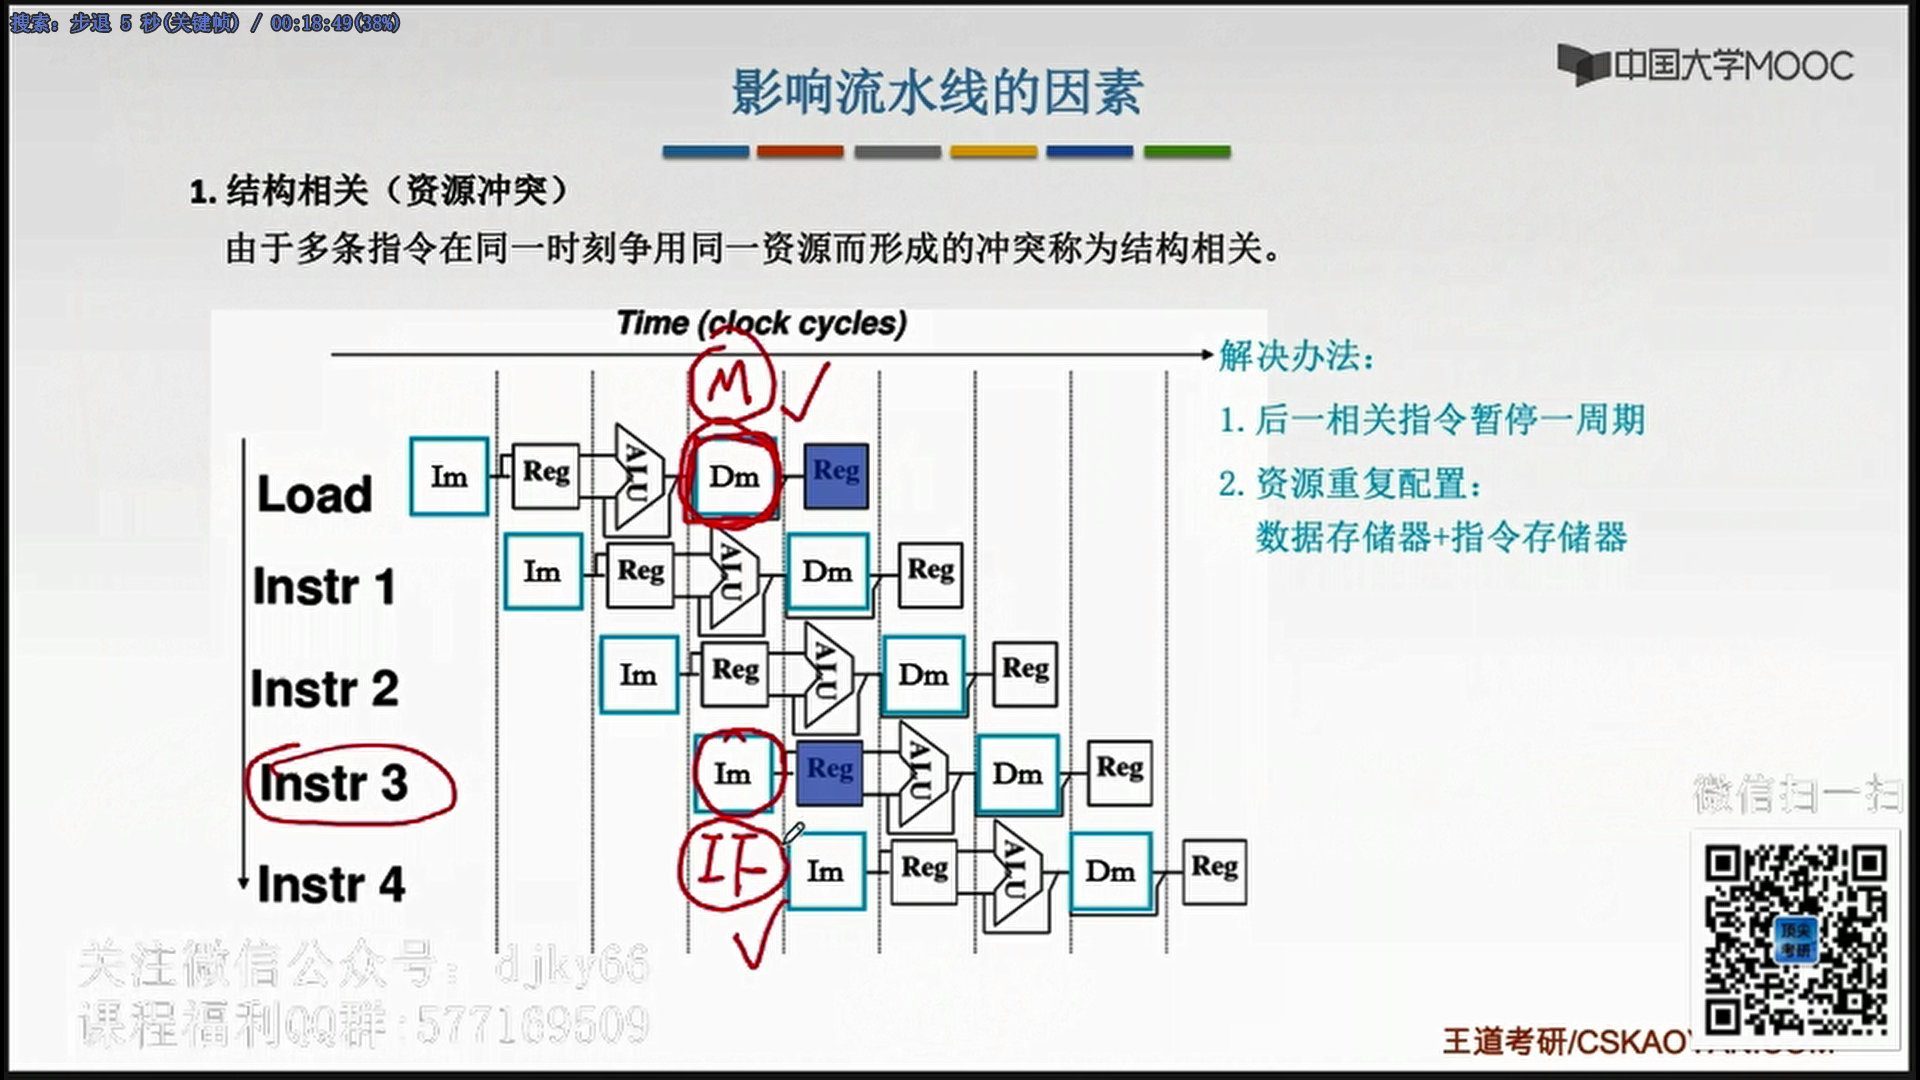 搜索: 步退 5 秒(关键帧) / 00:18:49(38%)
中国大学MOOC
影响流水线的因素
1. 结构相关（资源冲突）
由于多条指令在同一时刻争用同一资源而形成的冲突称为结构相关。
Time (clock cycles)
M
解决办法：
1. 后一相关指令暂停一周期
2. 资源重复配置：
数据存储器+指令存储器
Load Im Reg ALU Dm Reg
Instr 1 Im Reg ALU Dm Reg
Instr 2 Im Reg ALU Dm Reg
Instr 3 Im Reg ALU Dm Reg
IF
Instr 4 Im Reg ALU Dm Reg
微信扫一扫
顶尖
考研
关注微信公众号：djky66
课程福利QQ群:577169509
王道考研/CSKAOYAN.COM